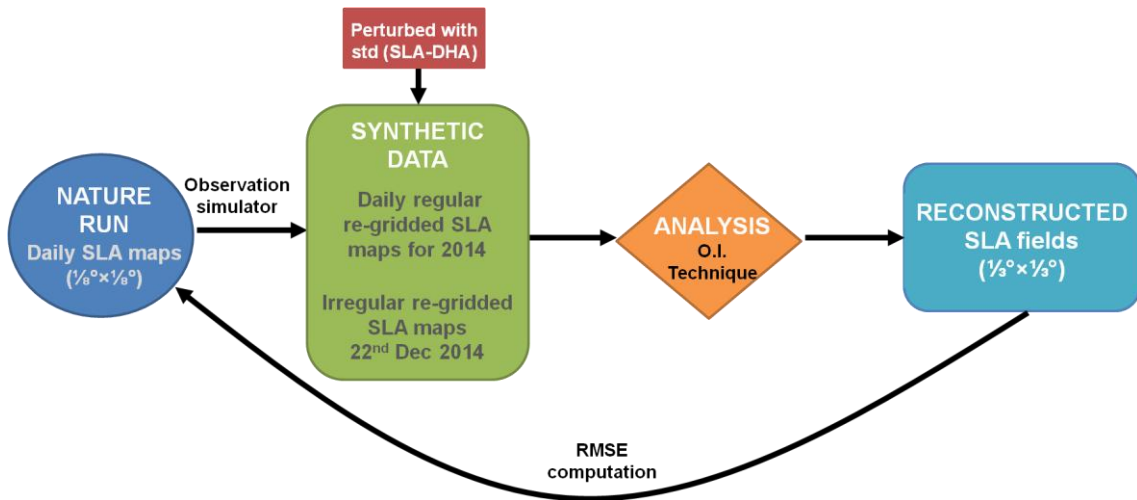 Perturbed with
std (SLA-DHA)
NATURE
RUN
Daily SLA maps
(⅛°×⅛°)
Observation
simulator
SYNTHETIC
DATA
Daily regular
re-gridded SLA
maps for 2014
Irregular re-gridded
SLA maps
22nd Dec 2014
ANALYSIS
O.I.
Technique
RECONSTRUCTED
SLA fields
(⅓°×⅓°)
RMSE
computation